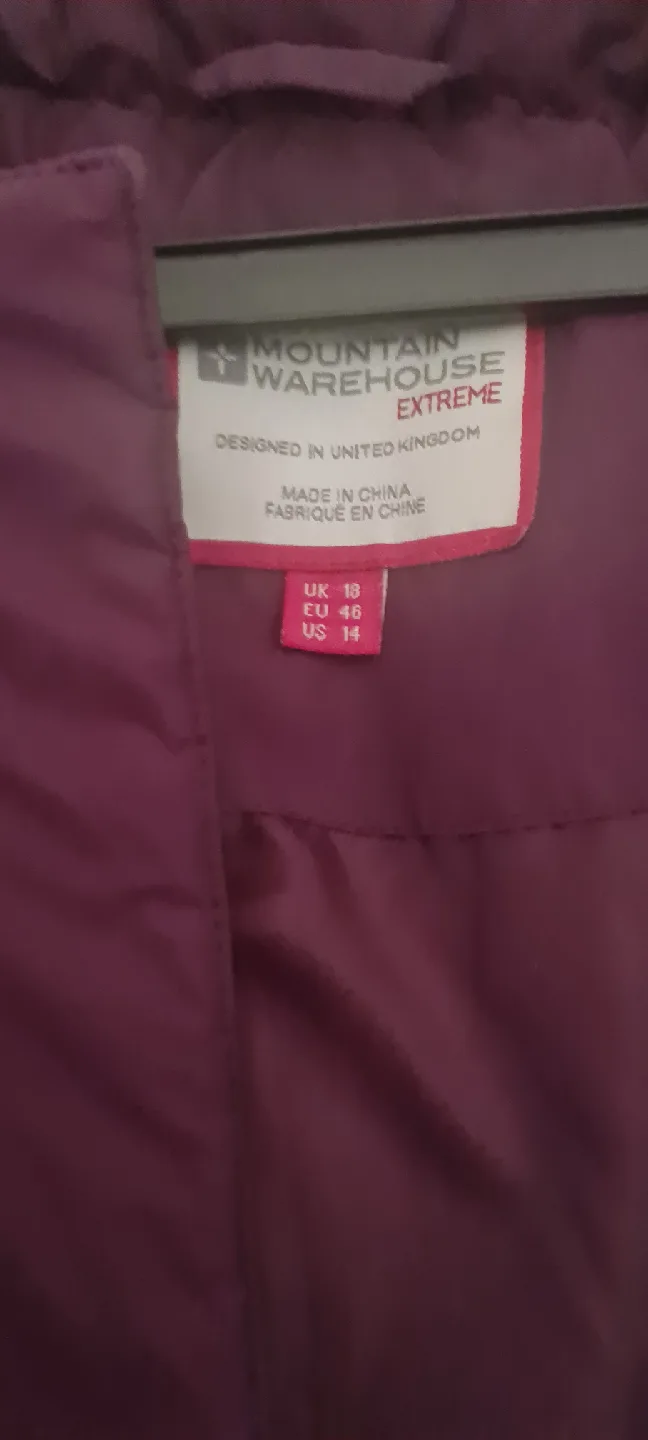 MOUNTAIN
WAREHOUSE
EXTREME
DESIGNED IN UNITED KINGDOM
MADE IN CHINA
FABRIQUÉ EN CHINE
UK 18
EU 46
US 14